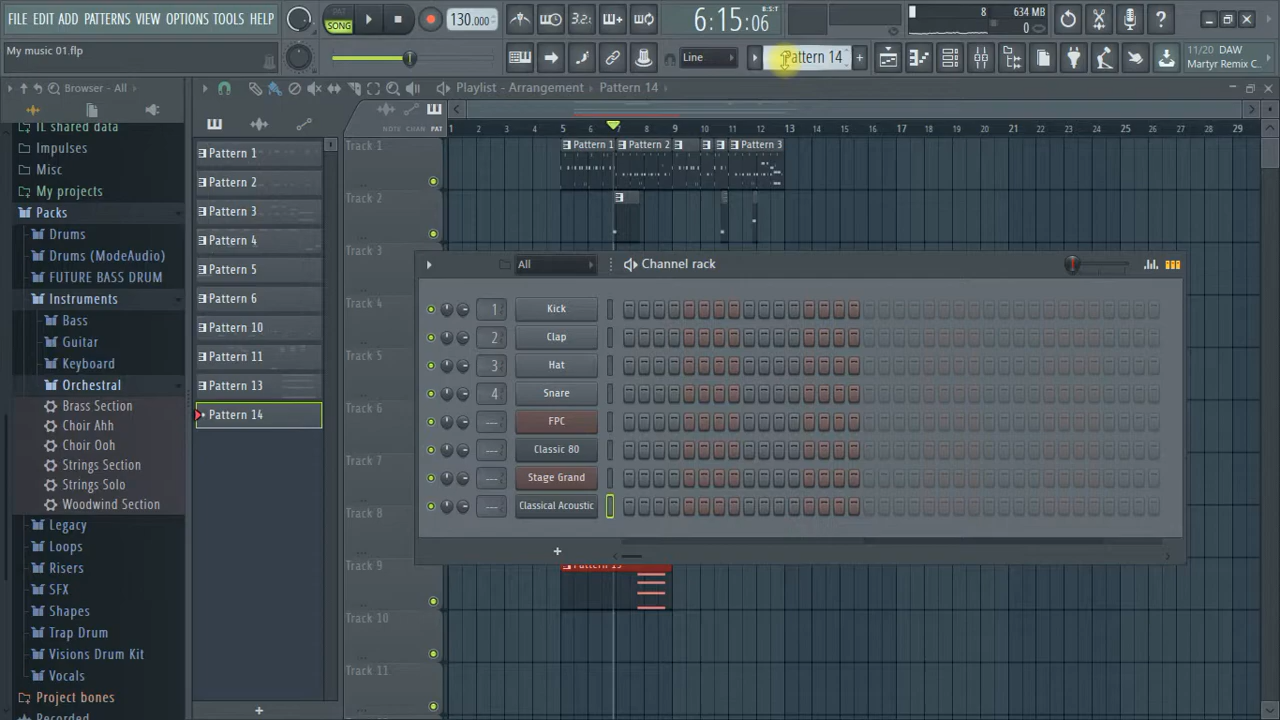 FILE EDIT ADD PATTERNS VIEW OPTIONS TOOLS HELP
PAT
SONG
130.000
3.2
6:15:06
B:S:T
8
634 MB
0
My music 01.flp
Line
Pattern 14
11/20 DAW
Martyr Remix C...
Browser - All
Playlist - Arrangement
Pattern 14
NOTE CHAN PAT
1 2 3 4 5 6 7 8 9 10 11 12 13 14 15 16 17 18 19 20 21 22 23 24 25 26 27 28 29
IL shared data
Impulses
Misc
My projects
Packs
Drums
Drums (ModeAudio)
FUTURE BASS DRUM
Instruments
Bass
Guitar
Keyboard
Orchestral
Brass Section
Choir Ahh
Choir Ooh
Strings Section
Strings Solo
Woodwind Section
Legacy
Loops
Risers
SFX
Shapes
Trap Drum
Visions Drum Kit
Vocals
Project bones
Recorded
Pattern 1
Pattern 2
Pattern 3
Pattern 4
Pattern 5
Pattern 6
Pattern 10
Pattern 11
Pattern 13
Pattern 14
Track 1
Pattern 1
Pattern 2
Pattern 3
Track 2
Track 3
Track 4
Track 5
Track 6
Track 7
Track 8
Track 9
Pattern 13
Track 10
Track 11
All
Channel rack
1 Kick
2 Clap
3 Hat
4 Snare
--- FPC
--- Classic 80
--- Stage Grand
--- Classical Acoustic